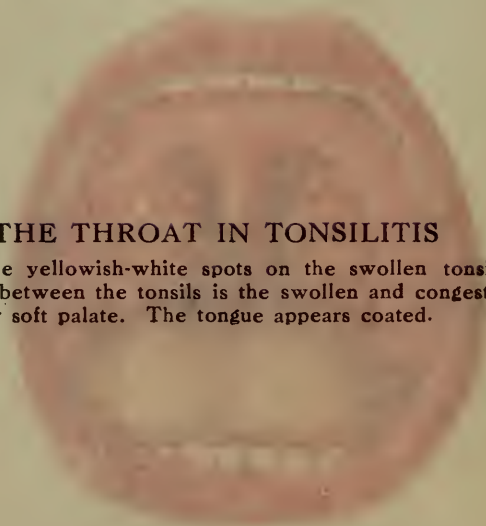 THE THROAT IN TONSILITIS
yellowish-white spots on the swollen
between the tonsils is the swollen and
soft palate. The tongue appears coated.